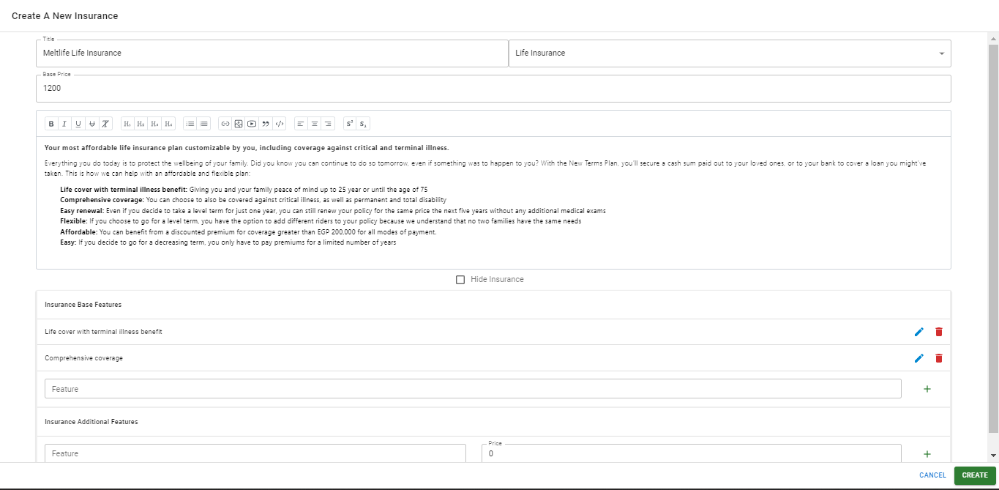 Create A New Insurance
Title
Meltlife Life Insurance
Life Insurance
Base Price
1200
B I U T H1 H2 H3 H4 </> S² S₂
Your most affordable life insurance plan customizable by you, including coverage against critical and terminal illness.
Everything you do today is to protect the wellbeing of your family. Did you know you can continue to do so tomorrow, even if something was to happen to you? With the New Terms Plan, you'll secure a cash sum paid out to your loved ones, or to your bank to cover a loan you might've
taken. This is how we can help with an affordable and flexible plan:
Life cover with terminal illness benefit: Giving you and your family peace of mind up to 25 year or until the age of 75
Comprehensive coverage: You can choose to also be covered against critical illness, as well as permanent and total disability
Easy renewal: Even if you decide to take a level term for just one year, you can still renew your policy for the same price the next five years without any additional medical exams
Flexible: If you choose to go for a level term, you have the option to add different riders to your policy because we understand that no two families have the same needs
Affordable: You can benefit from a discounted premium for coverage greater than EGP 200,000 for all modes of payment.
Easy: If you decide to go for a decreasing term, you only have to pay premiums for a limited number of years
Hide Insurance
Insurance Base Features
Life cover with terminal illness benefit
Comprehensive coverage
Feature
Insurance Additional Features
Feature
Price
0
CANCEL
CREATE